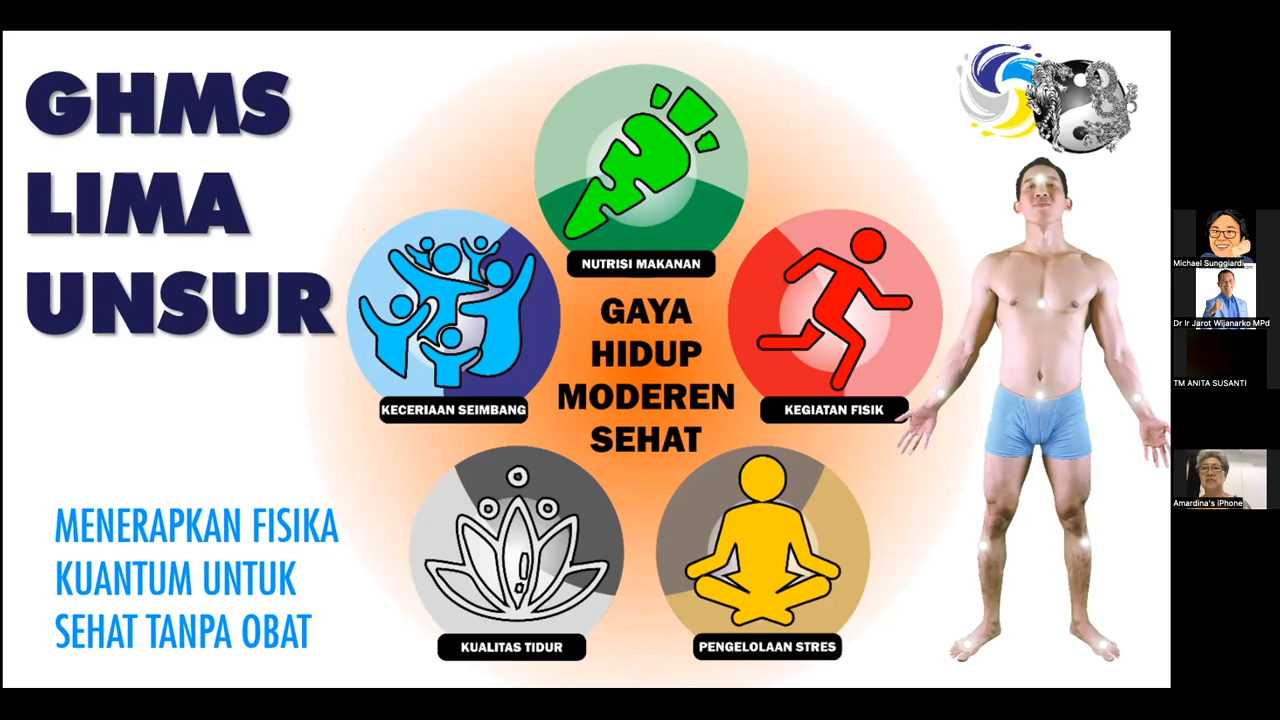 GHMS
LIMA
UNSUR
MENERAPKAN FISIKA
KUANTUM UNTUK
SEHAT TANPA OBAT
NUTRISI MAKANAN
KECERIAAN SEIMBANG
GAYA
HIDUP
MODEREN
SEHAT
KEGIATAN FISIK
KUALITAS TIDUR
PENGELOLAAN STRES
Michael Sunggiardi
Dr Ir Jarot Wijanarko MPd
TM ANITA SUSANTI
Amardina's iPhone